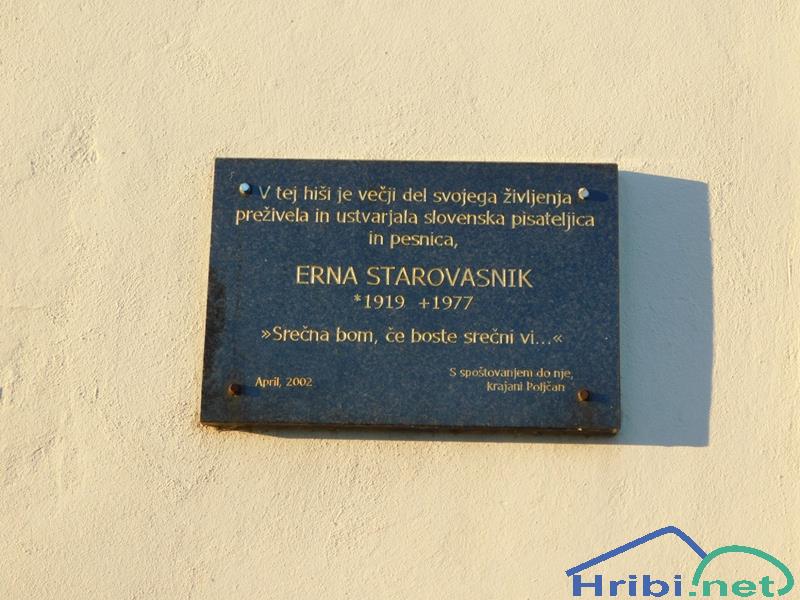 V tej hiši je večji del svojega življenja
preživela in ustvarjala slovenska pisateljica
in pesnica,
ERNA STAROVASNIK
*1919 +1977
»Srečna bom, če boste srečni vi...«
April, 2002
S spoštovanjem do nje,
krajani Poljčan
Hribi.net